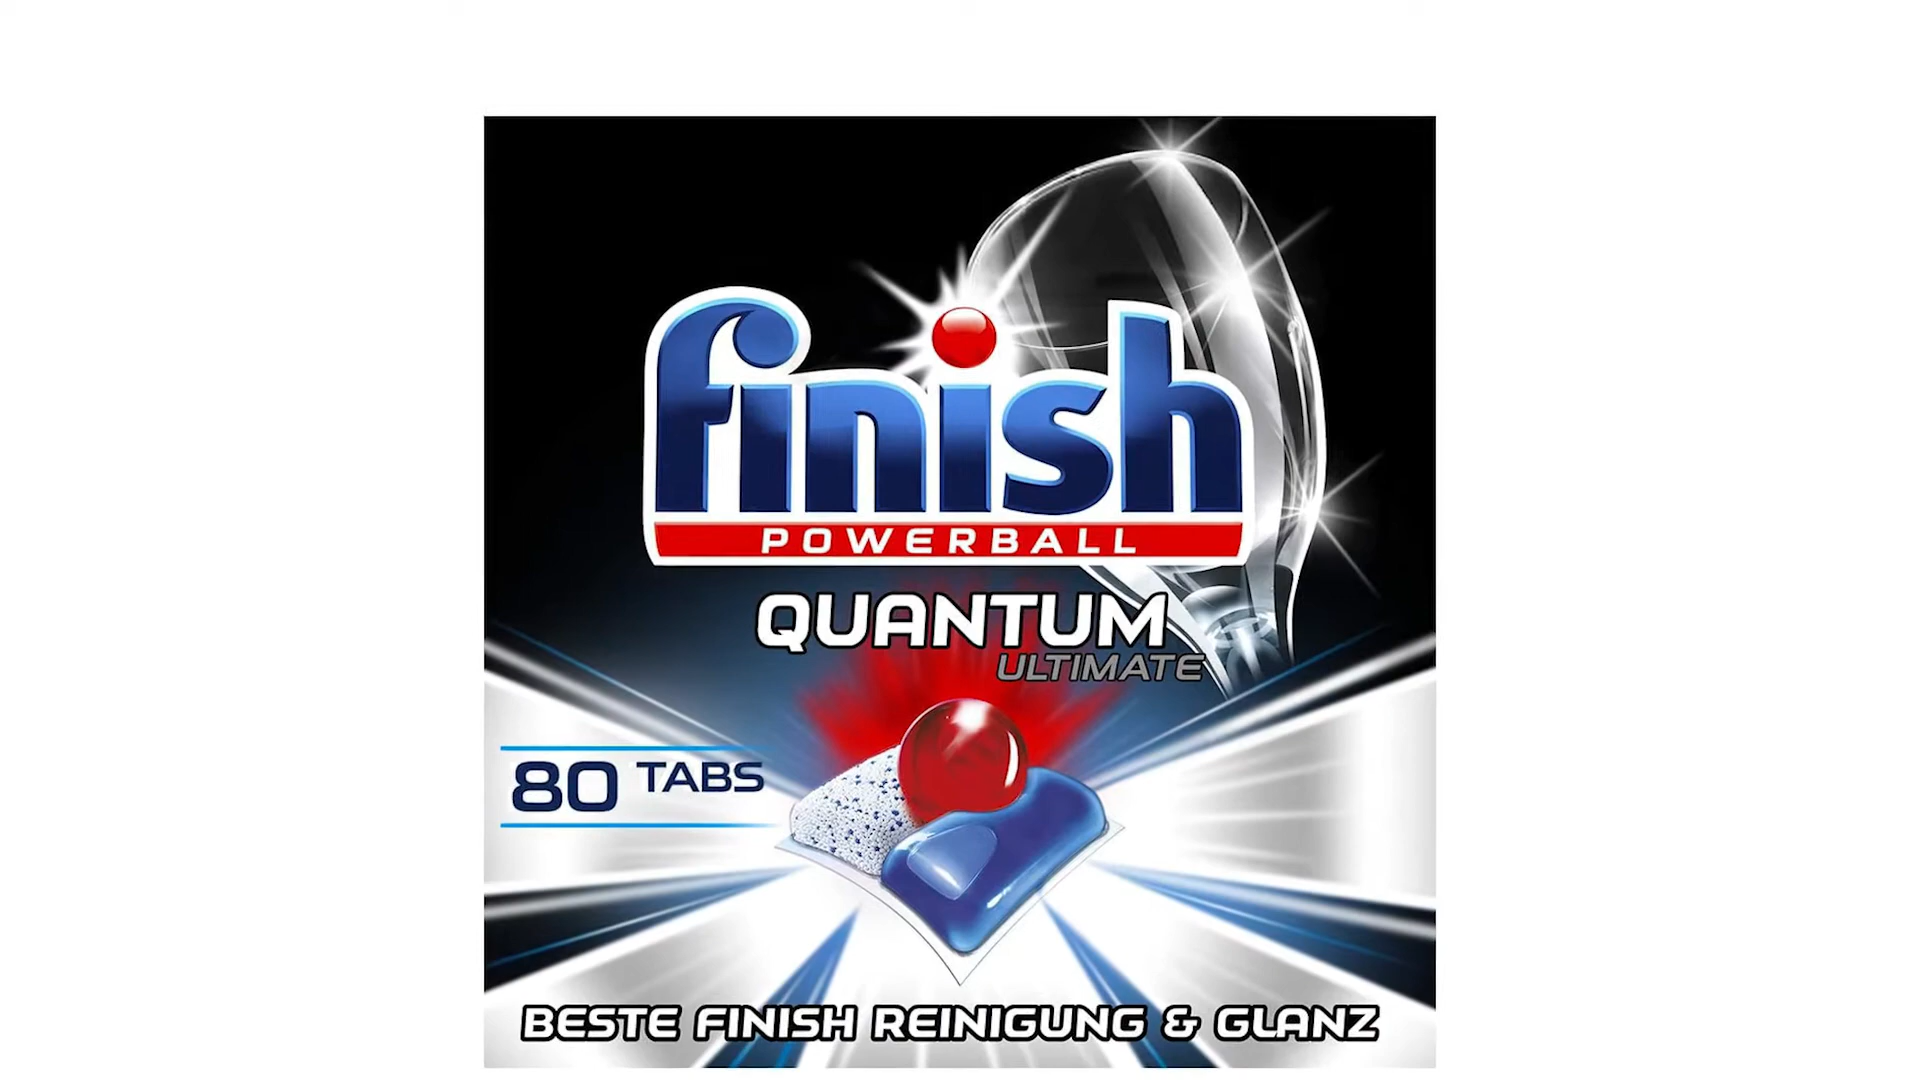 finish
POWERBALL
QUANTUM
ULTIMATE
80 TABS
BESTE FINISH REINIGUNG & GLANZ